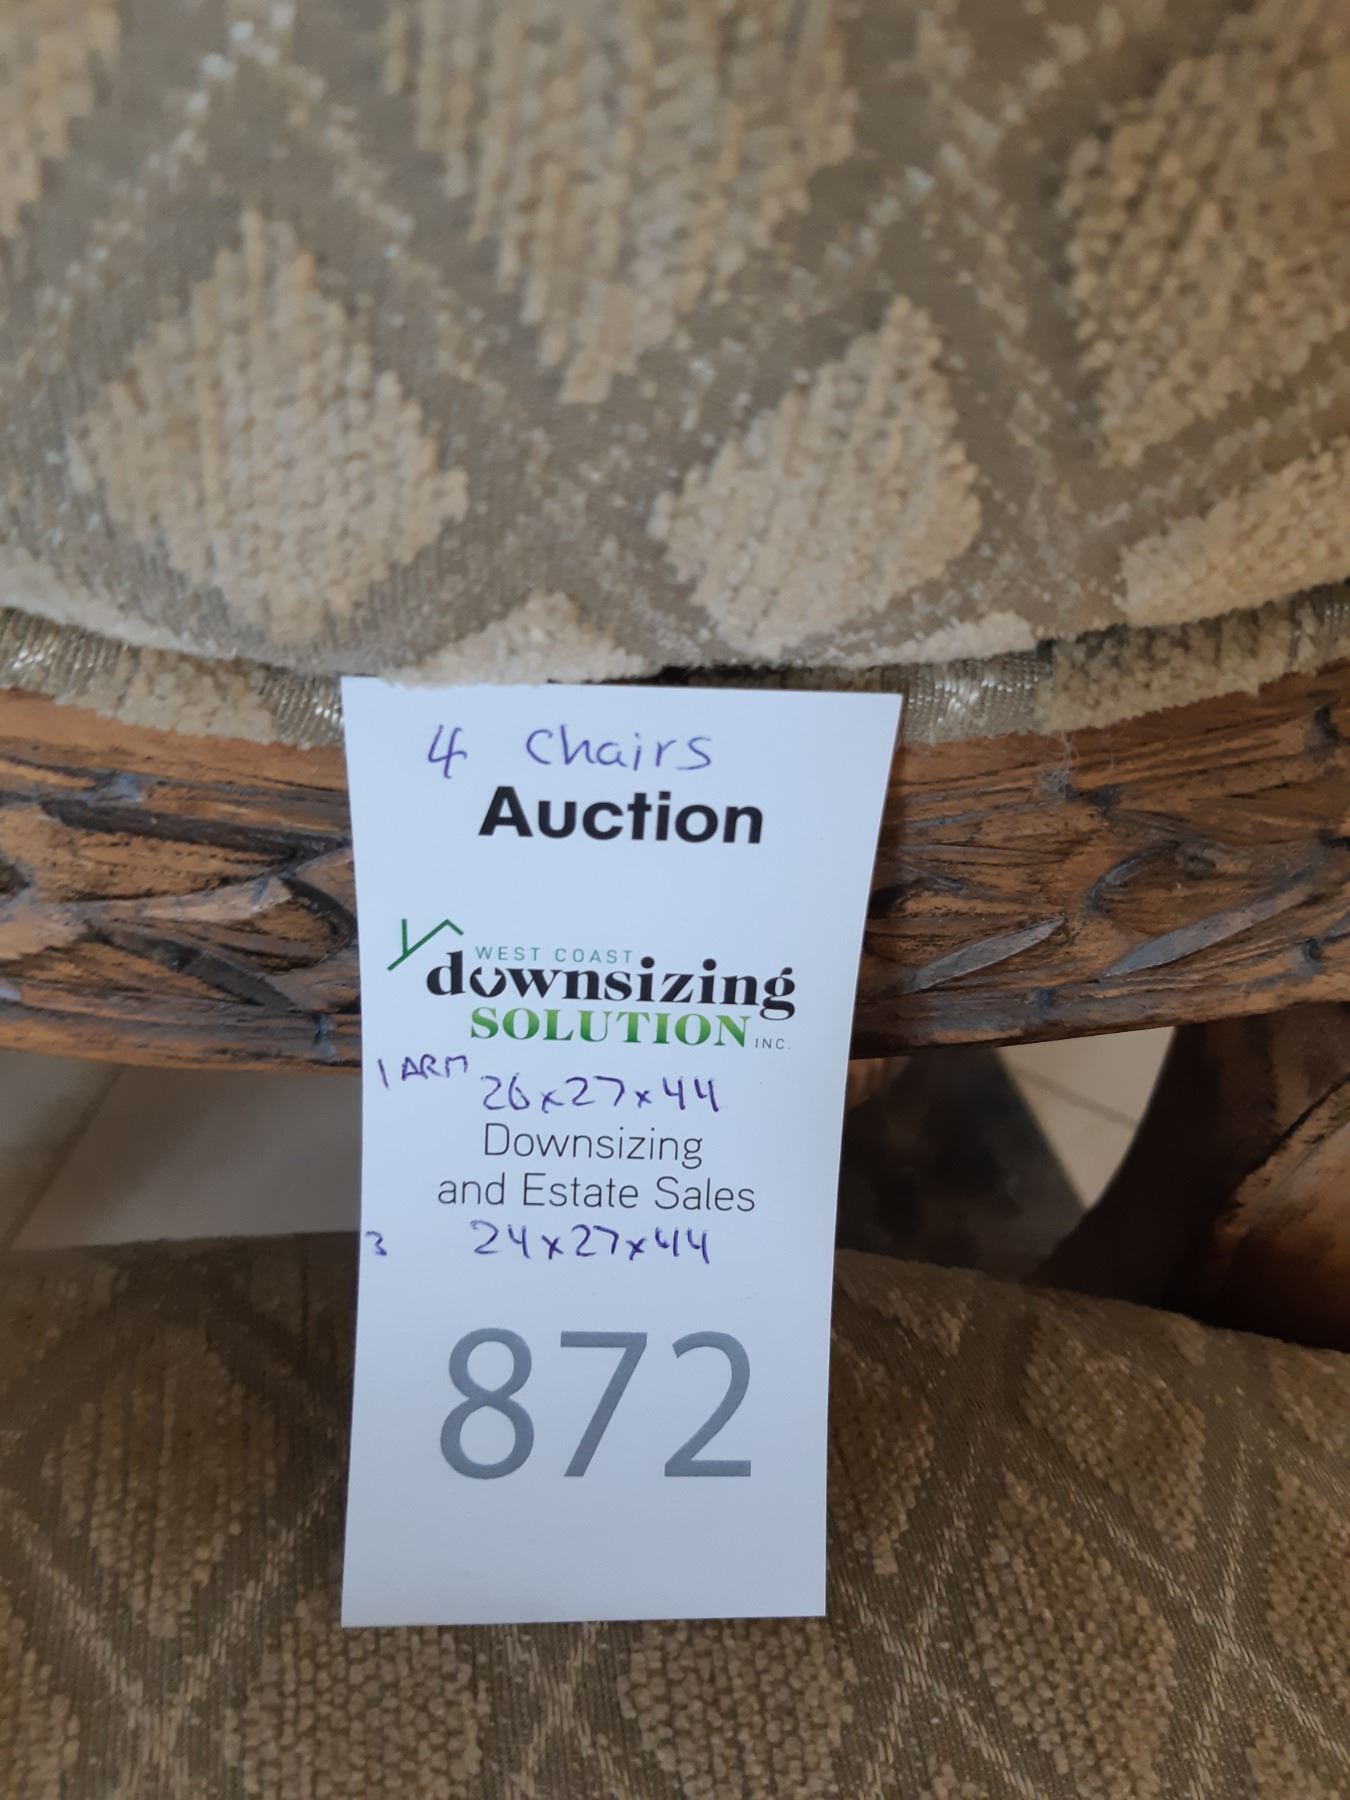 4 Chairs
Auction
WEST COAST
downsizing
SOLUTION INC.
1 ARM 26x27x44
Downsizing
and Estate Sales
3 24x27x44
872